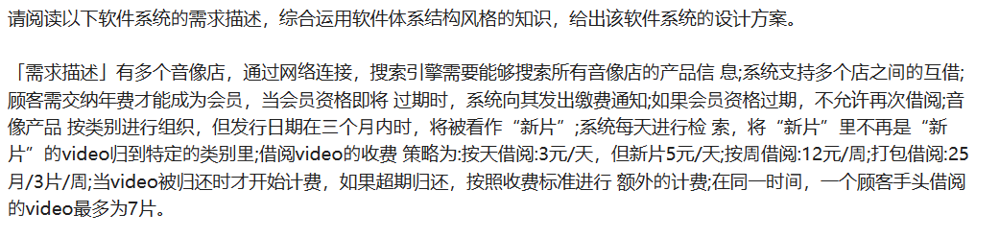 请阅读以下软件系统的需求描述，综合运用软件体系结构风格的知识，给出该软件系统的设计方案。
「需求描述」有多个音像店，通过网络连接，搜索引擎需要能够搜索所有音像店的产品信 息;系统支持多个店之间的互借;
顾客需交纳年费才能成为会员，当会员资格即将 过期时，系统向其发出缴费通知;如果会员资格过期，不允许再次借阅;音
像产品 按类别进行组织，但发行日期在三个月内时，将被看作“新片”;系统每天进行检 索，将“新片”里不再是“新
片”的video归到特定的类别里;借阅video的收费 策略为:按天借阅:3元/天，但新片5元/天;按周借阅:12元/周;打包借阅:25
月/3片/周;当video被归还时才开始计费，如果超期归还，按照收费标准进行 额外的计费;在同一时间，一个顾客手头借阅
的video最多为7片。